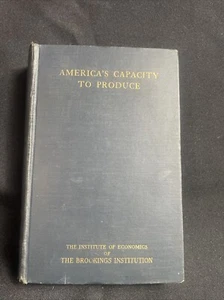 AMERICA'S CAPACITY
TO PRODUCE
THE INSTITUTE OF ECONOMICS
OF
THE BROOKINGS INSTITUTION